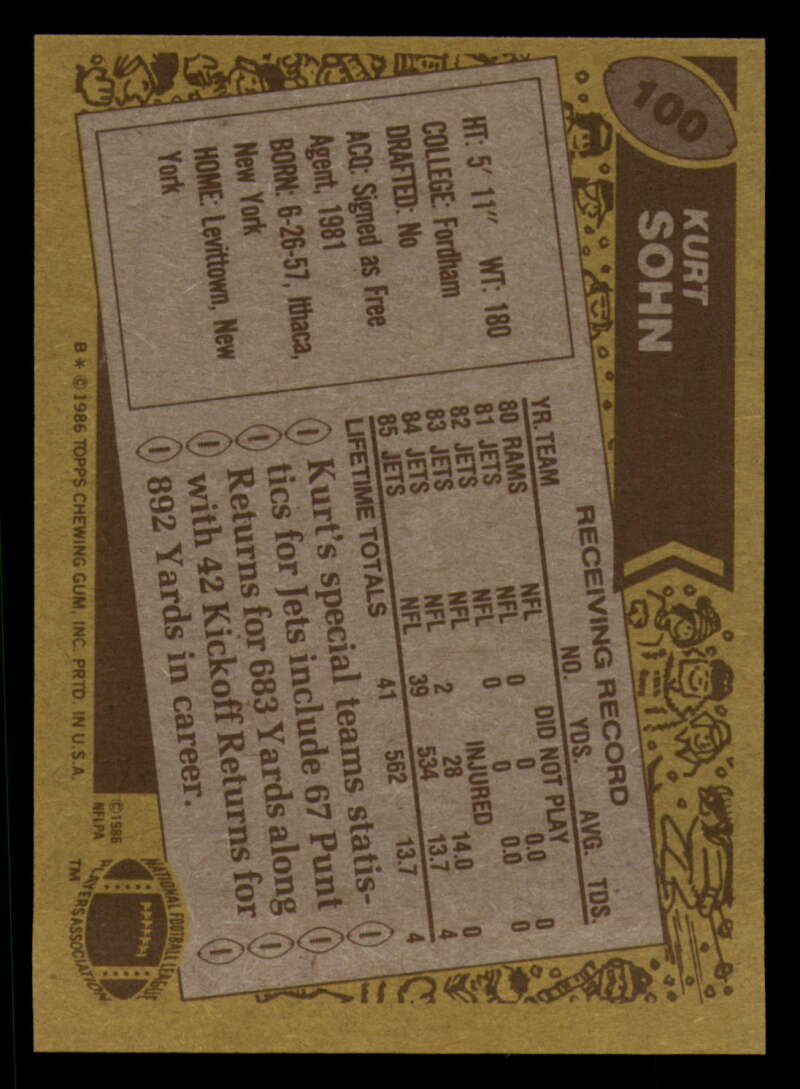 100
KURT
SOHN
HT: 5' 11" WT: 180
COLLEGE: Fordham
DRAFTED: No
ACQ: Signed as Free
Agent, 1981
BORN: 6-26-57, Ithaca,
New York
HOME: Levittown, New
York
RECEIVING RECORD
YR. TEAM NO. YDS. AVG. TDS.
80 RAMS NFL DID NOT PLAY
81 JETS NFL 0 0 0.0 0
82 JETS NFL 0 0 0.0 0
83 JETS NFL INJURED
84 JETS NFL 2 28 14.0 0
85 JETS NFL 39 534 13.7 4
LIFETIME TOTALS 41 562 13.7 4
Kurt's special teams statis-
tics for Jets include 67 Punt
Returns for 683 Yards along
with 42 Kickoff Returns for
892 Yards in career.
B * © 1986 TOPPS CHEWING GUM, INC. PRTD. IN U.S.A.
© 1986
NFLPA
NATIONAL FOOTBALL LEAGUE
PLAYERS ASSOCIATION
TM